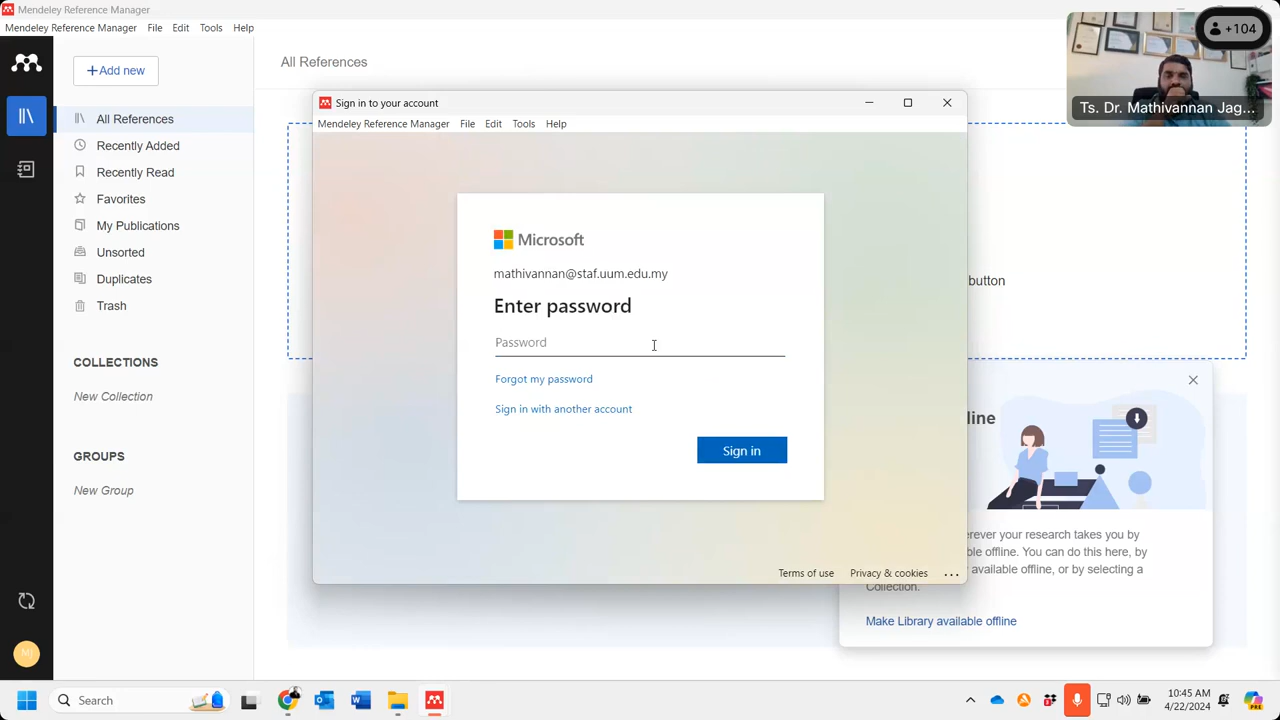 Mendeley Reference Manager
Mendeley Reference Manager File Edit Tools Help
+104
Ts. Dr. Mathivannan Jag...
+Add new
All References
All References
Recently Added
Recently Read
Favorites
My Publications
Unsorted
Duplicates
Trash
COLLECTIONS
New Collection
GROUPS
New Group
MJ
Sign in to your account
Mendeley Reference Manager File Edit Tools Help
Microsoft
mathivannan@staf.uum.edu.my
Enter password
Password
Forgot my password
Sign in with another account
Sign in
Terms of use Privacy & cookies ...
button
line
erever your research takes you by
ble offline. You can do this here, by
available offline, or by selecting a
Collection.
Make Library available offline
Search
10:45 AM
4/22/2024
PRE